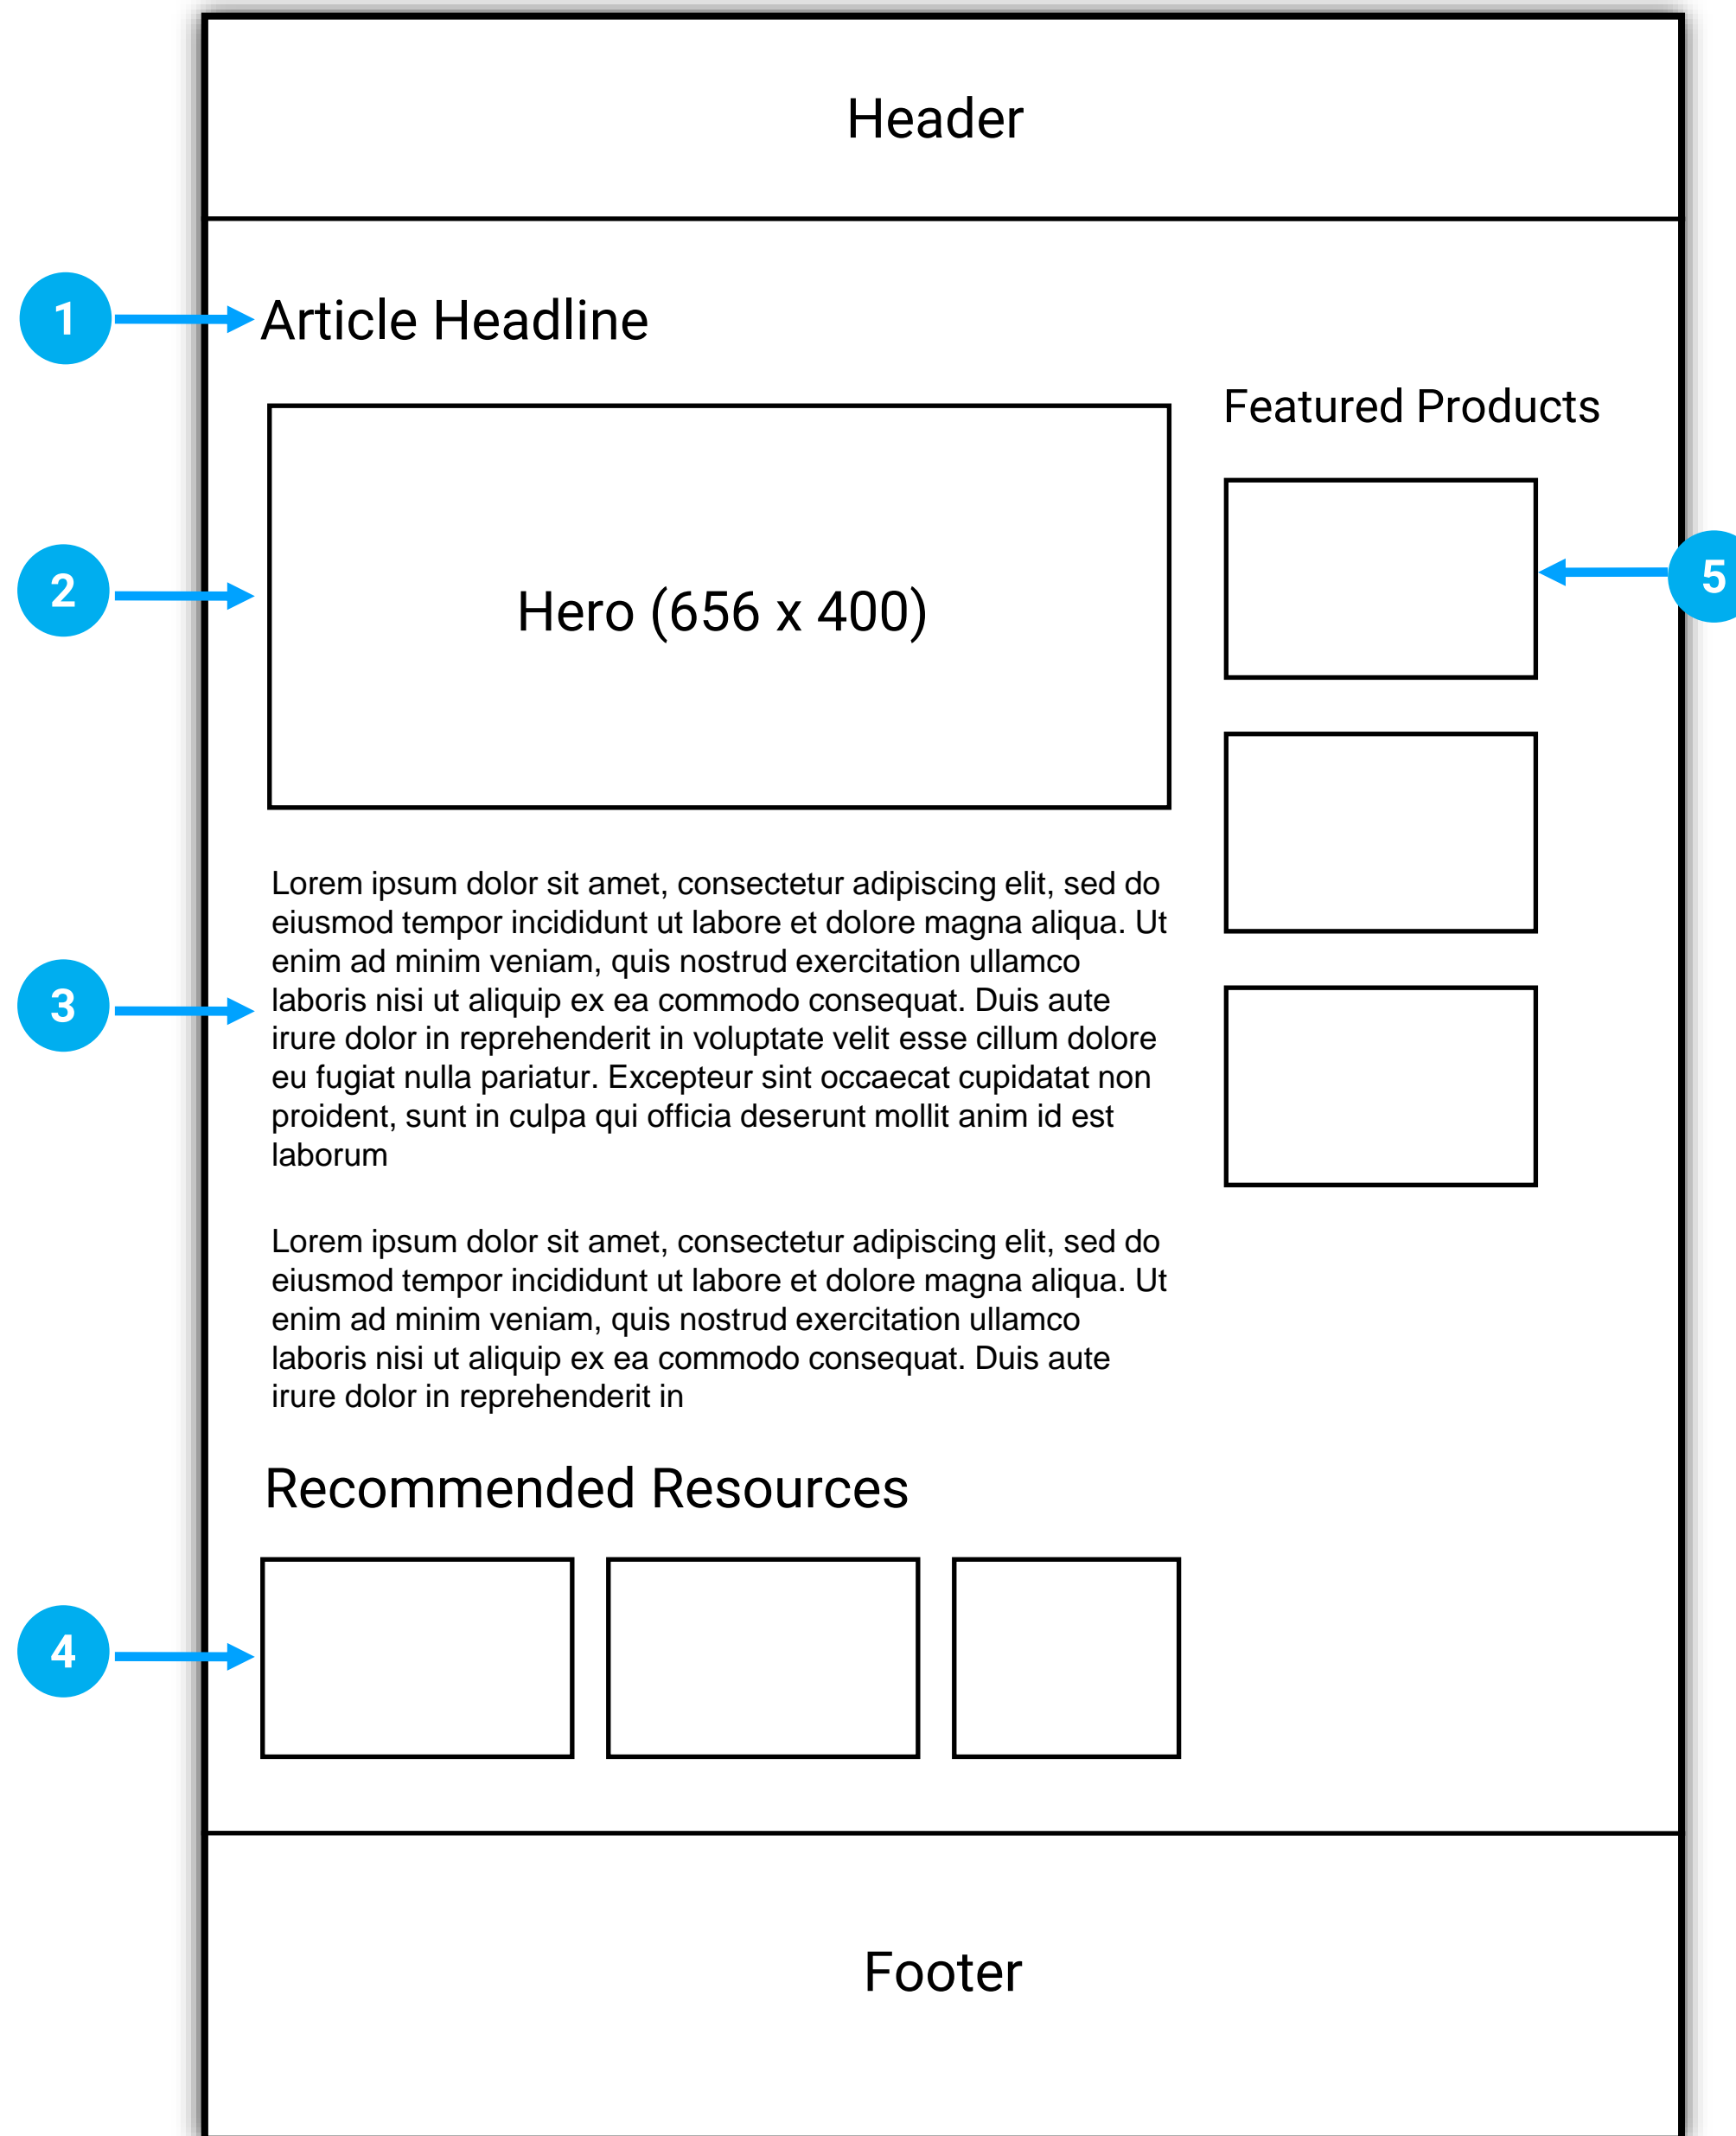 Header
1
Article Headline
Featured Products
2
Hero (656 x 400)
5
3
Lorem ipsum dolor sit amet, consectetur adipiscing elit, sed do
eiusmod tempor incididunt ut labore et dolore magna aliqua. Ut
enim ad minim veniam, quis nostrud exercitation ullamco
laboris nisi ut aliquip ex ea commodo consequat. Duis aute
irure dolor in reprehenderit in voluptate velit esse cillum dolore
eu fugiat nulla pariatur. Excepteur sint occaecat cupidatat non
proident, sunt in culpa qui officia deserunt mollit anim id est
laborum
Lorem ipsum dolor sit amet, consectetur adipiscing elit, sed do
eiusmod tempor incididunt ut labore et dolore magna aliqua. Ut
enim ad minim veniam, quis nostrud exercitation ullamco
laboris nisi ut aliquip ex ea commodo consequat. Duis aute
irure dolor in reprehenderit in
Recommended Resources
4
Footer